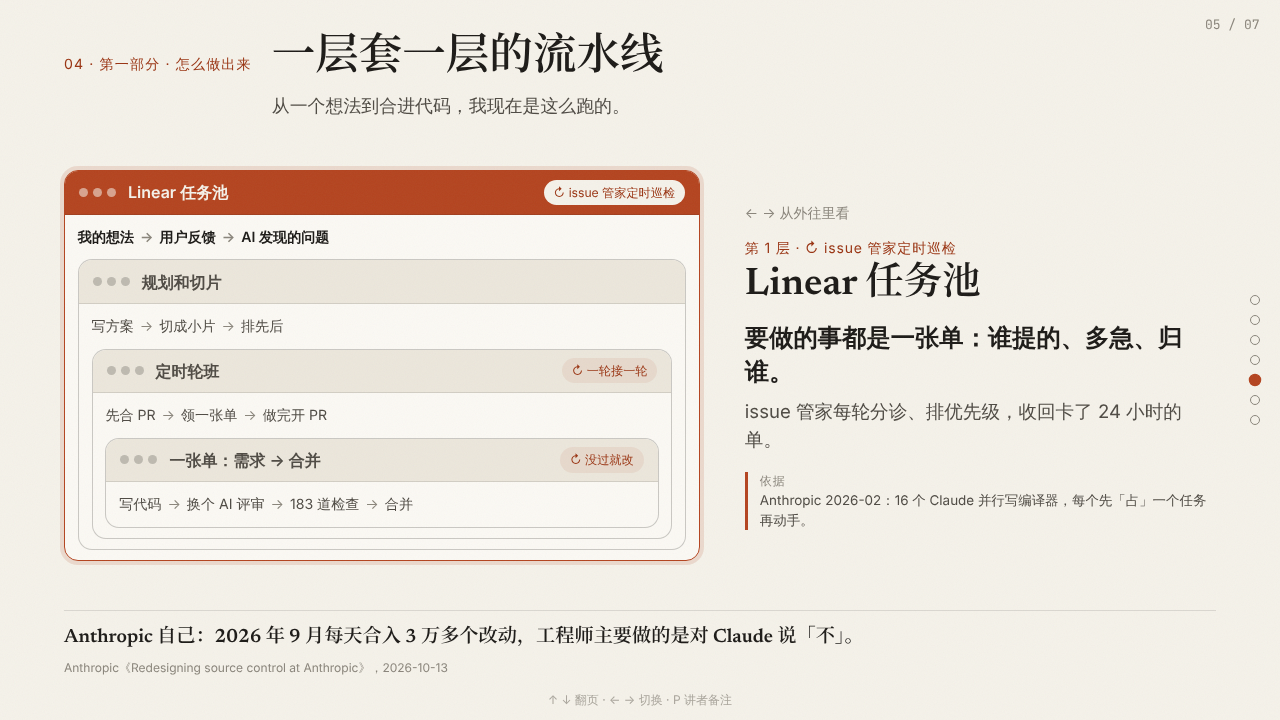 05 / 07
04 · 第一部分 · 怎么做出来
一层套一层的流水线
从一个想法到合进代码，我现在是这么跑的。
Linear 任务池
↻ issue 管家定时巡检
我的想法 → 用户反馈 → AI 发现的问题
规划和切片
写方案 → 切成小片 → 排先后
定时轮班
↻ 一轮接一轮
先合 PR → 领一张单 → 做完开 PR
一张单：需求 → 合并
↻ 没过就改
写代码 → 换个 AI 评审 → 183 道检查 → 合并
← → 从外往里看
第 1 层 · ↻ issue 管家定时巡检
Linear 任务池
要做的事都是一张单：谁提的、多急、归
谁。
issue 管家每轮分诊、排优先级，收回卡了 24 小时的
单。
依据
Anthropic 2026-02：16 个 Claude 并行写编译器，每个先「占」一个任务
再动手。
Anthropic 自己：2026 年 9 月每天合入 3 万多个改动，工程师主要做的是对 Claude 说「不」。
Anthropic《Redesigning source control at Anthropic》，2026-10-13
↑ ↓ 翻页 · ← → 切换 · P 讲者备注